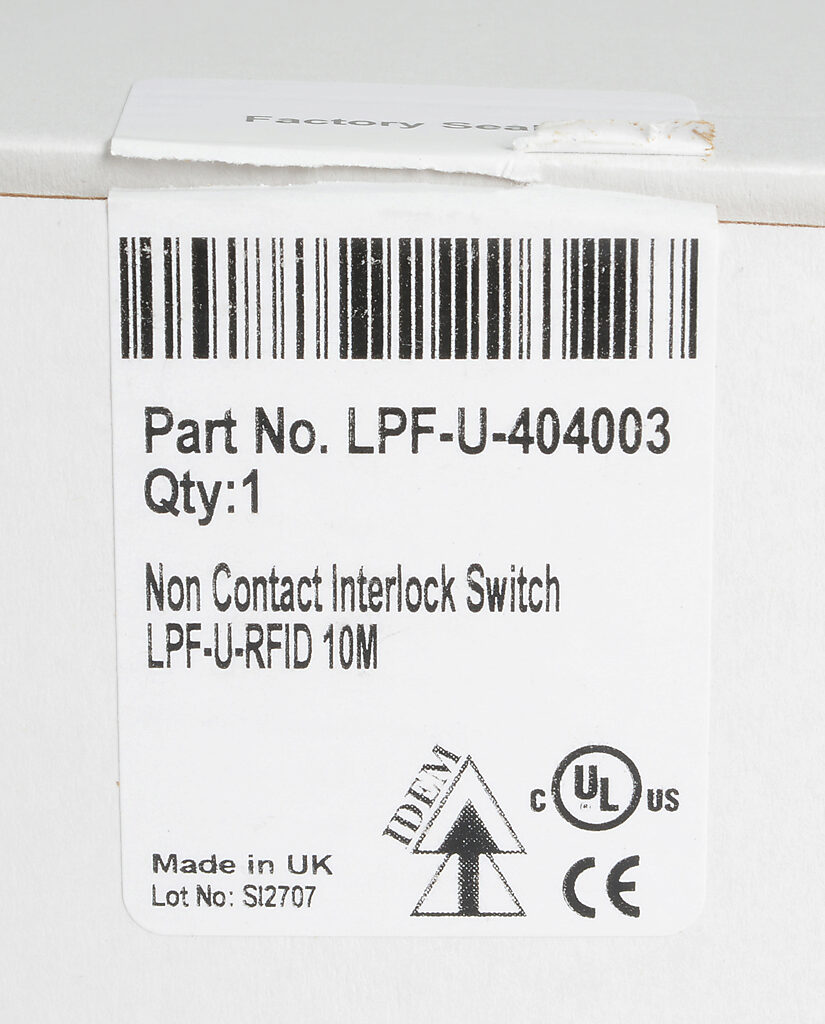 Factory Sea
Part No. LPF-U-404003
Qty:1
Non Contact Interlock Switch
LPF-U-RFID 10M
IDEM
C UL US
(R)
Made in UK
CE
Lot No: SI2707